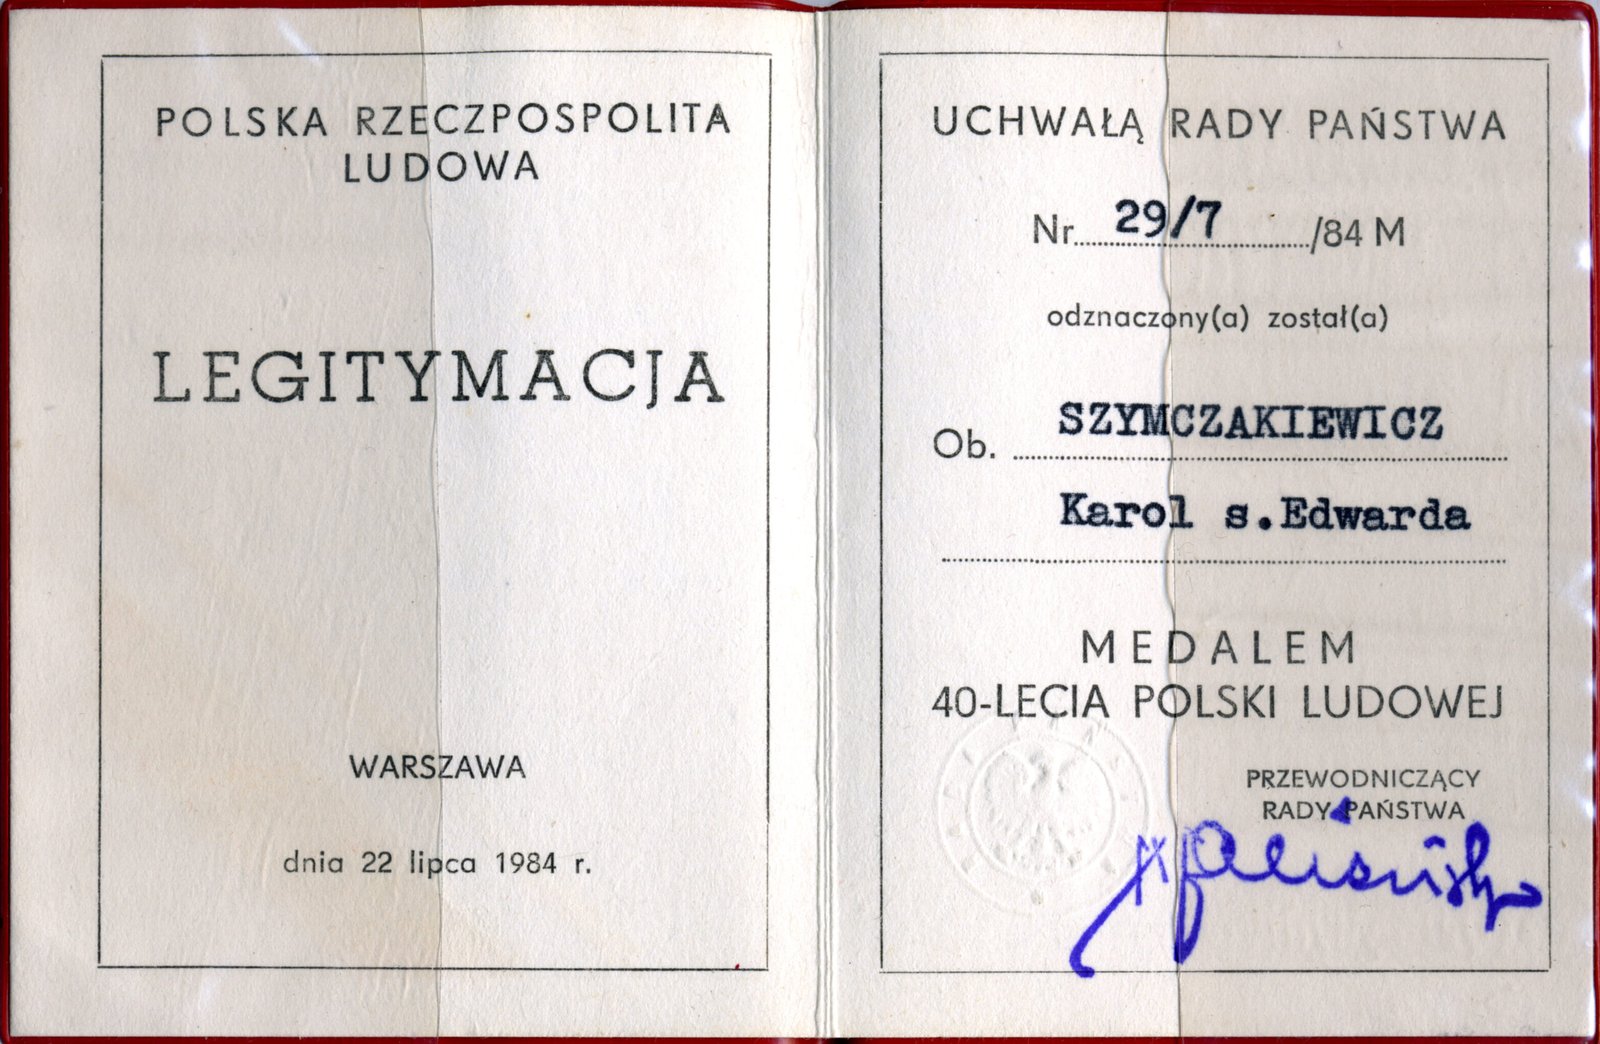 POLSKA RZECZPOSPOLITA
LUDOWA
LEGITYMACJA
WARSZAWA
dnia 22 lipca 1984 r.
UCHWAŁĄ RADY PAŃSTWA
Nr 29/7 /84 M
odznaczony(a) został(a)
Ob. SZYMCZAKIEWICZ
Karol s.Edwarda
MEDALEM
40-LECIA POLSKI LUDOWEJ
PRZEWODNICZĄCY
RADY PAŃSTWA